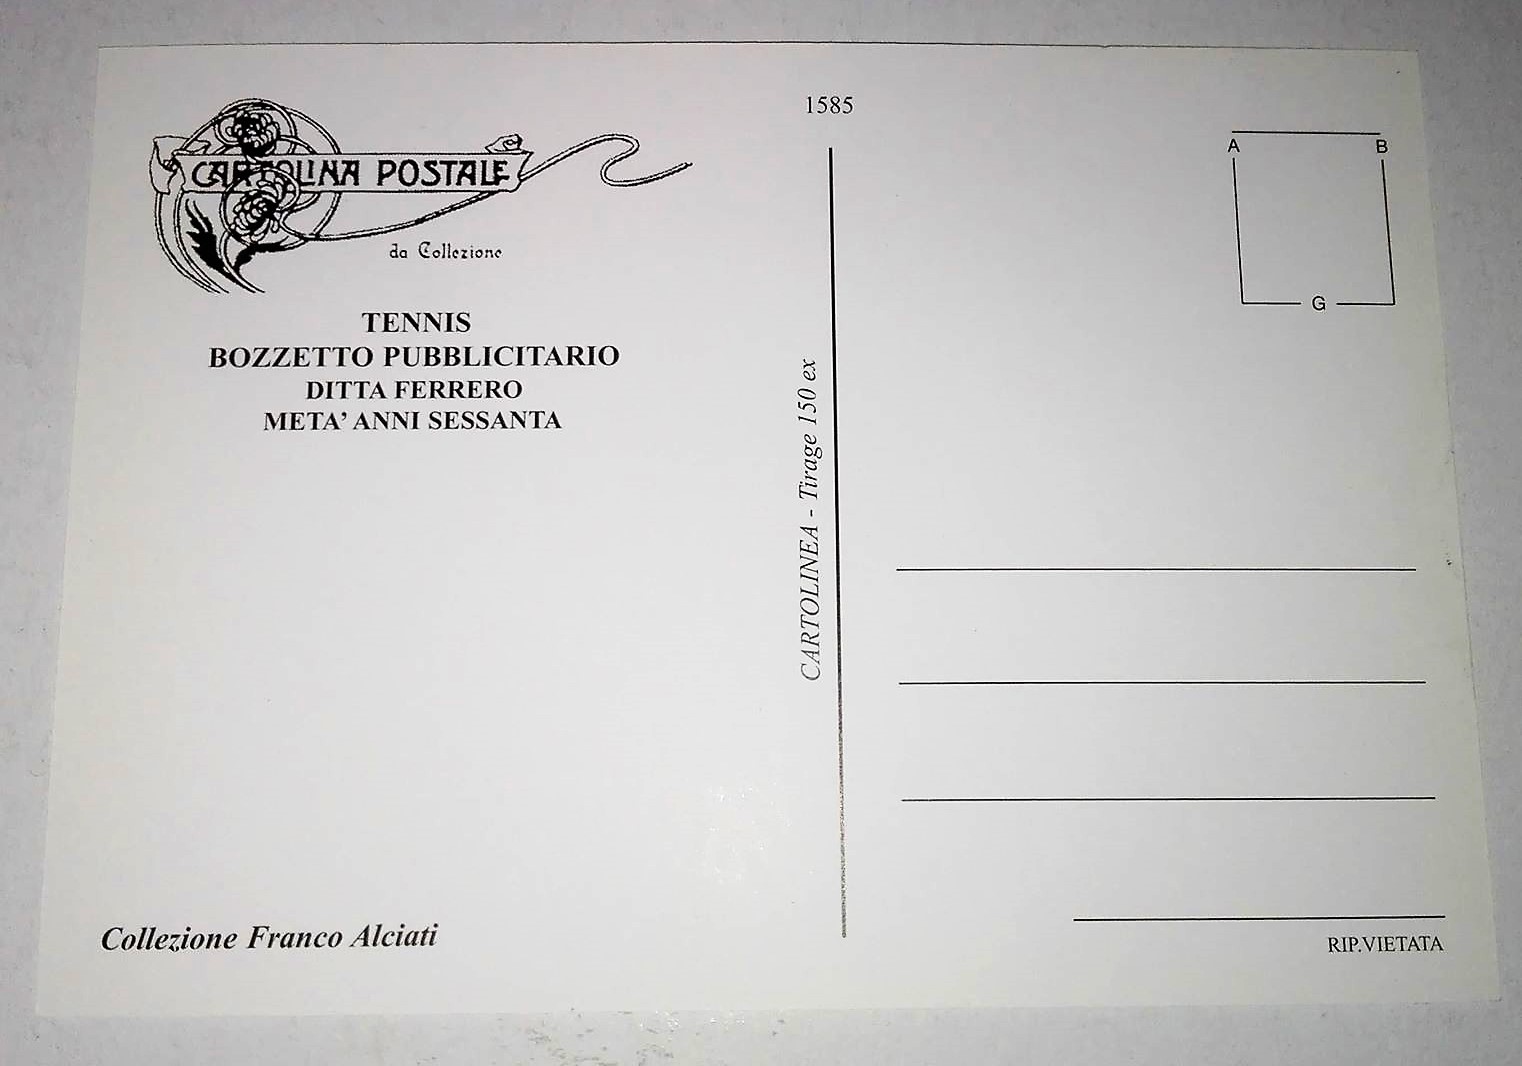 CARTOLINA POSTALE
da Collezione
TENNIS
BOZZETTO PUBBLICITARIO
DITTA FERRERO
META' ANNI SESSANTA
Collezione Franco Alciati
1585
CARTOLINEA - Tirage 150 ex
A B
G
RIP.VIETATA